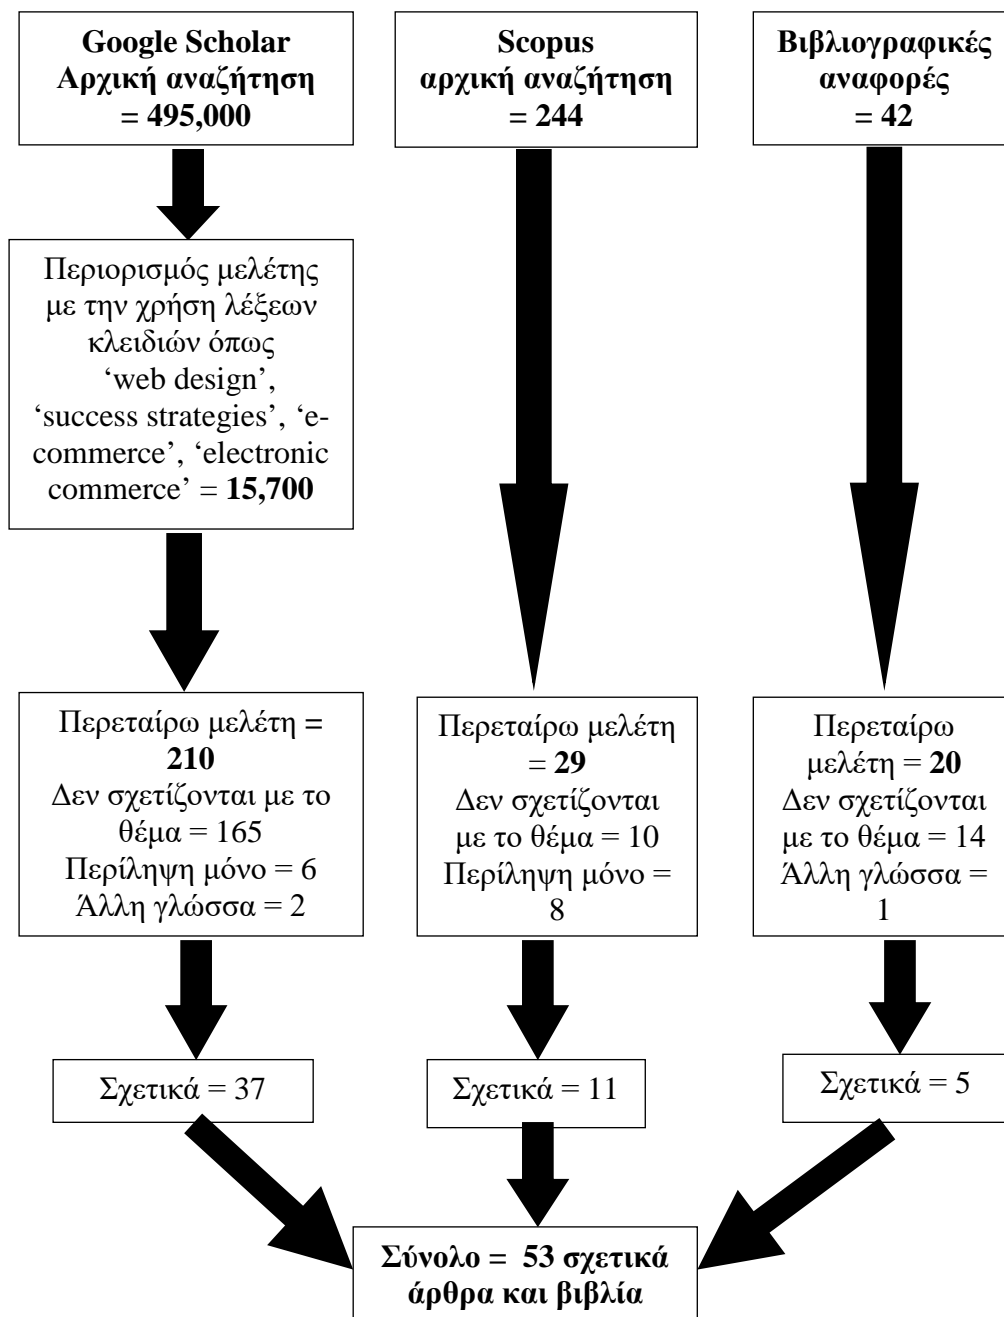 Google Scholar
Αρχική αναζήτηση
= 495,000
Scopus
αρχική αναζήτηση
= 244
Βιβλιογραφικές
αναφορές
= 42
Περιορισμός μελέτης
με την χρήση λέξεων
κλειδιών όπως
‘web design’,
‘success strategies’, ‘e-
commerce’, ‘electronic
commerce’ = 15,700
Περεταίρω μελέτη =
210
Δεν σχετίζονται με το
θέμα = 165
Περίληψη μόνο = 6
Άλλη γλώσσα = 2
Περεταίρω μελέτη
= 29
Δεν σχετίζονται
με το θέμα = 10
Περίληψη μόνο =
8
Περεταίρω
μελέτη = 20
Δεν σχετίζονται
με το θέμα = 14
Άλλη γλώσσα =
1
Σχετικά = 37
Σχετικά = 11
Σχετικά = 5
Σύνολο = 53 σχετικά
άρθρα και βιβλία